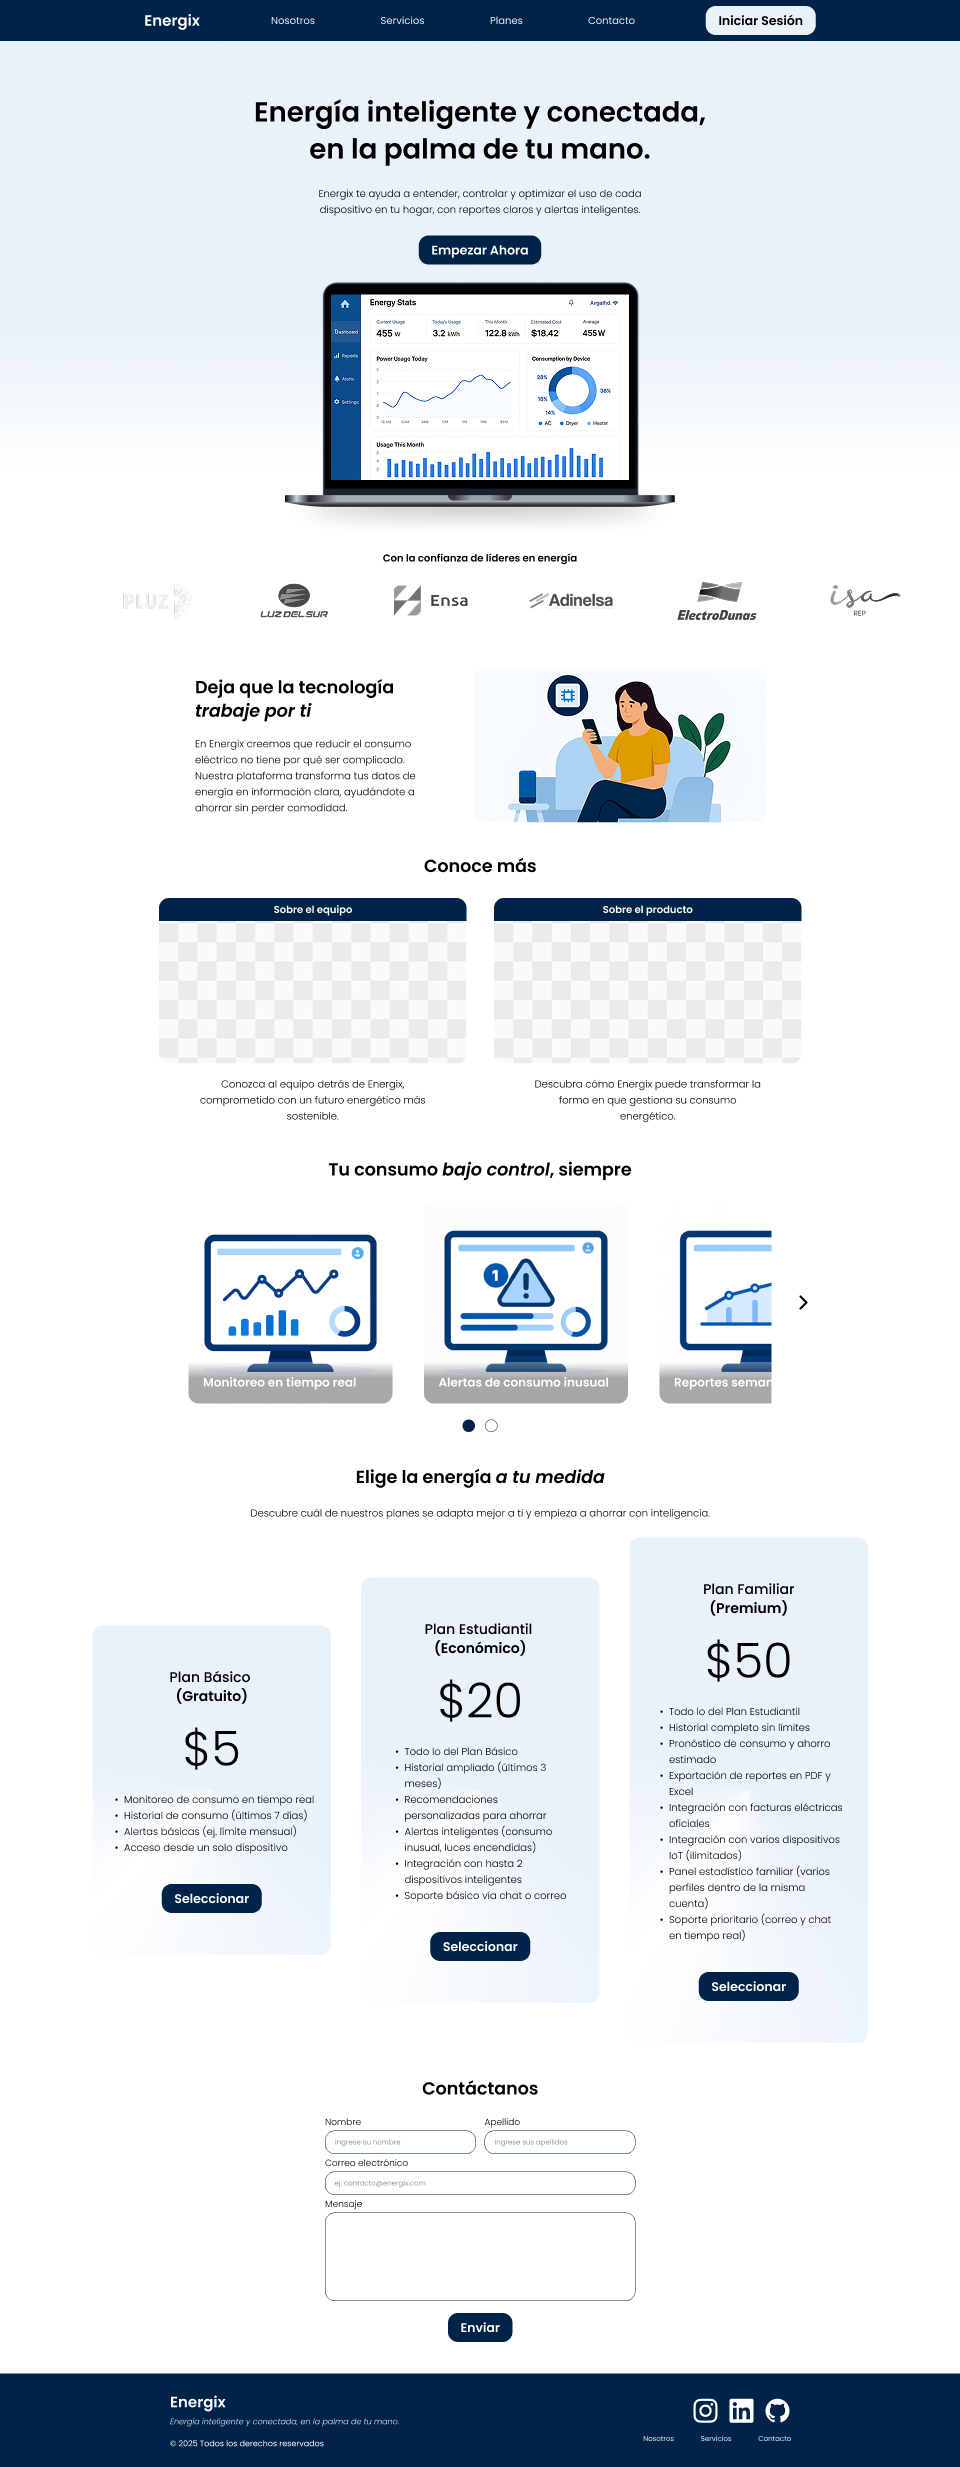 Energix
Nosotros
Servicios
Planes
Contacto
Iniciar Sesión
Energía inteligente y conectada,
en la palma de tu mano.
Energix te ayuda a entender, controlar y optimizar el uso de cada
dispositivo en tu hogar, con reportes claros y alertas inteligentes.
Empezar Ahora
Energy Stats
Dashboard
Reports
Alerts
Settings
Current Usage
455 W
Today's Usage
3.2 kWh
This Month
122.8 kWh
Estimated Cost
$18.42
Average
455 W
Power Usage Today
Consumption by Device
28%
38%
18%
14%
AC
Dryer
Heater
Usage This Month
Con la confianza de líderes en energía
PLUZ
LUZ DEL SUR
Ensa
Adinelsa
ElectroDunas
isa
REP
Deja que la tecnología
trabaje por ti
En Energix creemos que reducir el consumo
eléctrico no tiene por qué ser complicado.
Nuestra plataforma transforma tus datos de
energía en información clara, ayudándote a
ahorrar sin perder comodidad.
Conoce más
Sobre el equipo
Conozca al equipo detrás de Energix,
comprometido con un futuro energético más
sostenible.
Sobre el producto
Descubra cómo Energix puede transformar la
forma en que gestiona su consumo
energético.
Tu consumo bajo control, siempre
Monitoreo en tiempo real
1
Alertas de consumo inusual
Reportes seman
Elige la energía a tu medida
Descubre cuál de nuestros planes se adapta mejor a ti y empieza a ahorrar con inteligencia.
Plan Básico
(Gratuito)
$5
• Monitoreo de consumo en tiempo real
• Historial de consumo (últimos 7 días)
• Alertas básicas (ej. límite mensual)
• Acceso desde un solo dispositivo
Seleccionar
Plan Estudiantil
(Económico)
$20
• Todo lo del Plan Básico
• Historial ampliado (últimos 3
meses)
• Recomendaciones
personalizadas para ahorrar
• Alertas inteligentes (consumo
inusual, luces encendidas)
• Integración con hasta 2
dispositivos inteligentes
• Soporte básico vía chat o correo
Seleccionar
Plan Familiar
(Premium)
$50
• Todo lo del Plan Estudiantil
• Historial completo sin límites
• Pronóstico de consumo y ahorro
estimado
• Exportación de reportes en PDF y
Excel
• Integración con facturas eléctricas
oficiales
• Integración con varios dispositivos
IoT (ilimitados)
• Panel estadístico familiar (varios
perfiles dentro de la misma
cuenta)
• Soporte prioritario (correo y chat
en tiempo real)
Seleccionar
Contáctanos
Nombre
Ingrese su nombre
Apellido
Ingrese sus apellidos
Correo electrónico
ej. contacto@energix.com
Mensaje
Enviar
Energix
Energía inteligente y conectada, en la palma de tu mano.
© 2025 Todos los derechos reservados
in
Nosotros
Servicios
Contacto